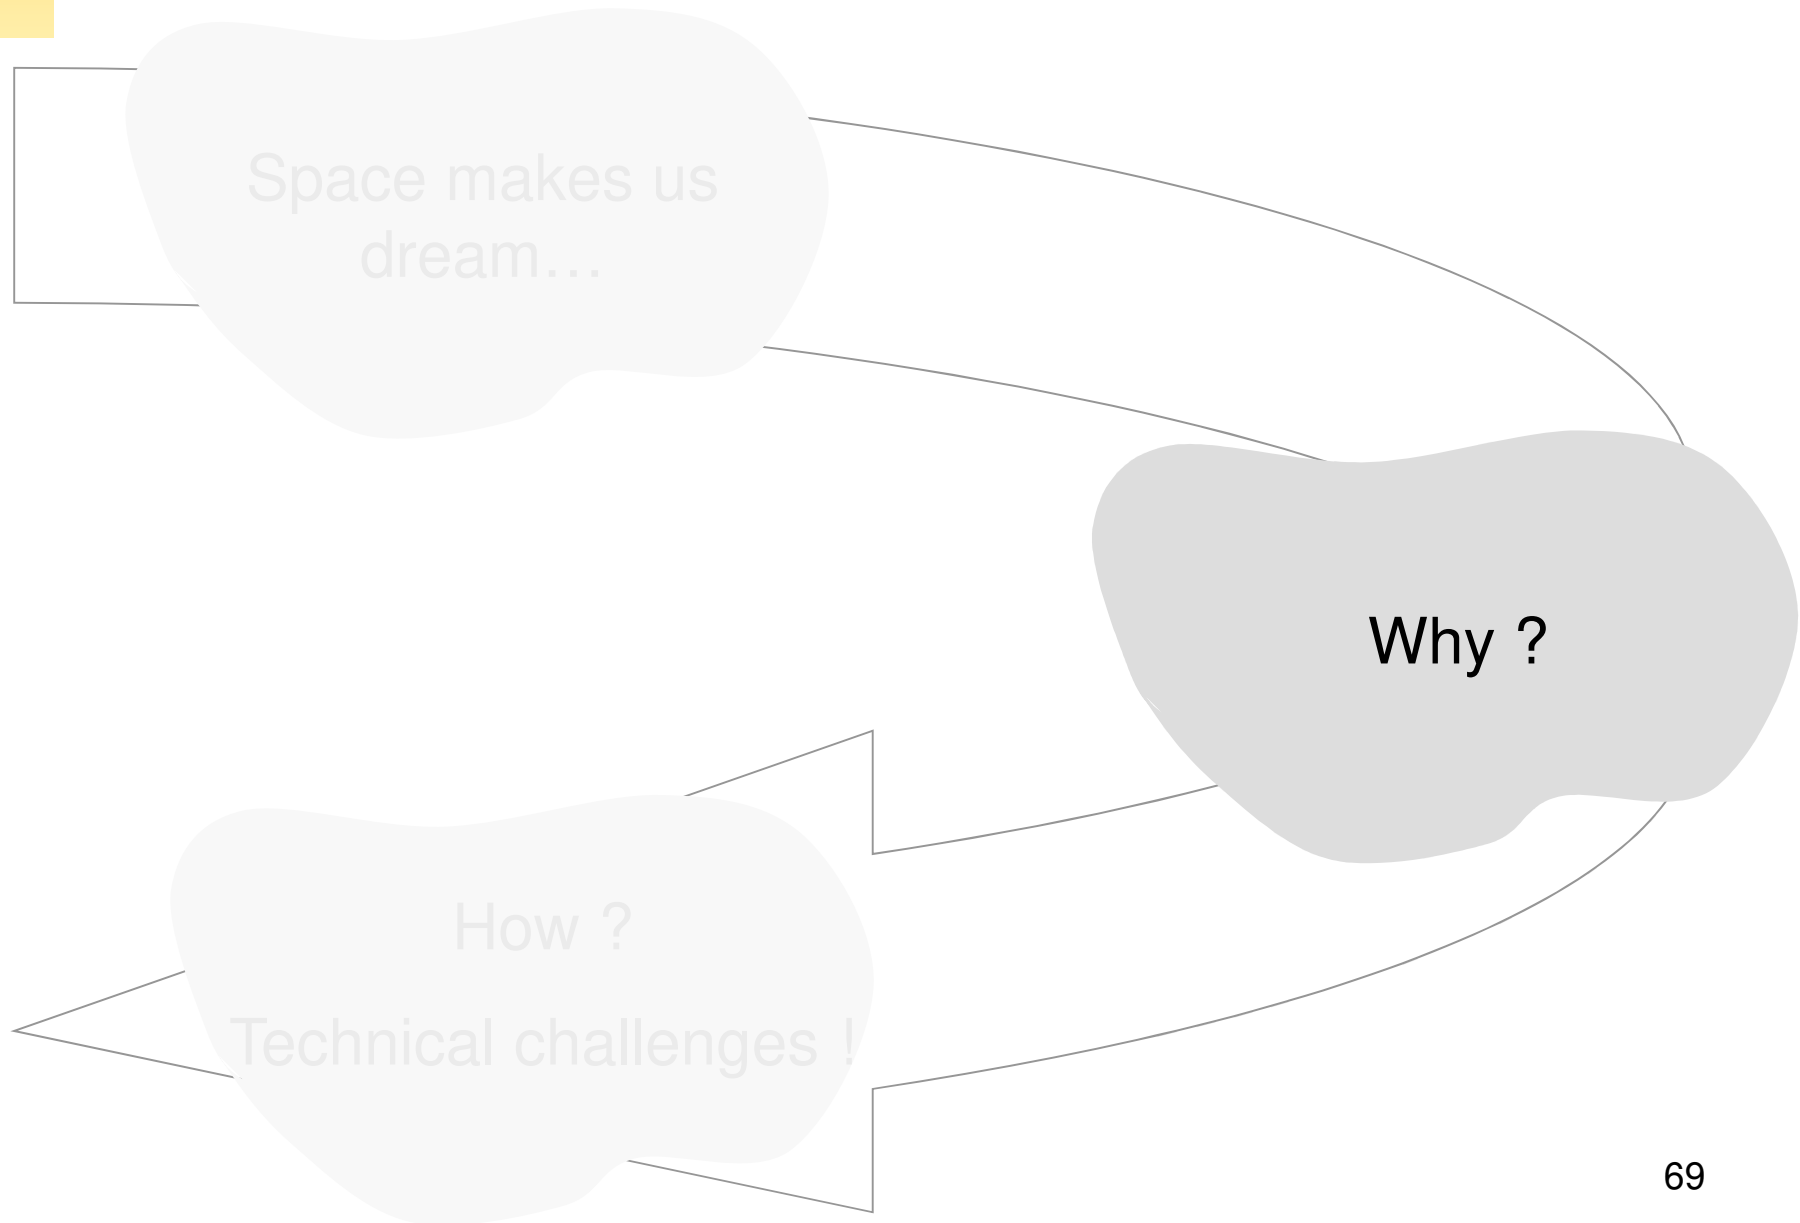 Space makes us
dream…
Why ?
How ?
Technical challenges !
69